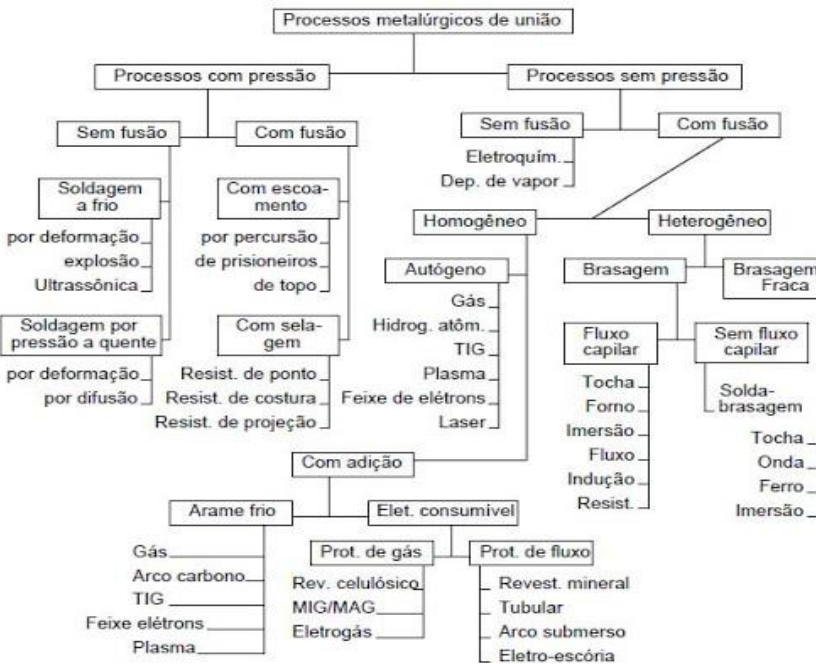 Processos metalúrgicos de união
Processos com pressão
Processos sem pressão
Sem fusão
Com fusão
Sem fusão
Com fusão
Eletroquím.
Dep. de vapor
Soldagem
a frio
por deformação
explosão
Ultrassônica
Soldagem por
pressão a quente
por deformação
por difusão
Com escoa-
mento
por percursão
de prisioneiros
de topo
Com sela-
gem
Resist. de ponto
Resist. de costura
Resist. de projeção
Homogêneo
Heterogêneo
Autógeno
Gás
Hidrog. atôm.
TIG
Plasma
Feixe de elétrons
Laser
Brasagem
Brasagem
Fraca
Fluxo
capilar
Tocha
Forno
Imersão
Fluxo
Indução
Resist.
Sem fluxo
capilar
Solda-
brasagem
Tocha
Onda
Ferro
Imersão
Com adição
Arame frio
Elet. consumível
Gás
Arco carbono
TIG
Feixe elétrons
Plasma
Prot. de gás
Rev. celulósico
MIG/MAG
Eletrogás
Prot. de fluxo
Revest. mineral
Tubular
Arco submerso
Eletro-escória